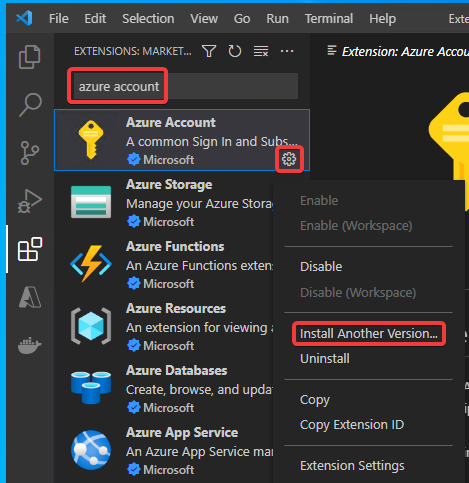 File Edit Selection View Go Run Terminal Help
EXTENSIONS: MARKET...
Extension: Azure Accou
azure account
Azure Account
A common Sign In and Subs...
Microsoft
Azure Storage
Manage your Azure Storag
Microsoft
Azure Functions
An Azure Functions extens
Microsoft
Azure Resources
An extension for viewing a
Microsoft
Azure Databases
Create, browse, and updat
Microsoft
Azure App Service
An Azure App Service man
Microsoft
Enable
Enable (Workspace)
Disable
Disable (Workspace)
Install Another Version...
Uninstall
Copy
Copy Extension ID
Extension Settings